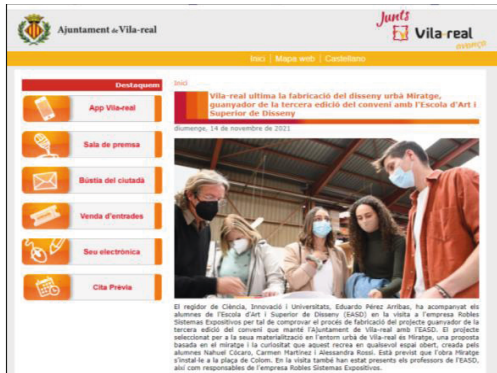 Ajuntament de Vila-real
Junts
Vila-real
avança
Inici | Mapa web | Castellano
Destaquem
App Vila-real
Sala de premsa
Bústia del ciutadà
Venda d'entrades
Seu electrònica
Cita Prèvia
Inici
Vila-real ultima la fabricació del disseny urbà Miratge,
guanyador de la tercera edició del conveni amb l'Escola d'Art i
Superior de Disseny
diumenge, 14 de novembre de 2021
El regidor de Ciència, Innovació i Universitats, Eduardo Pérez Arribas, ha acompanyat els
alumnes de l'Escola d'Art i Superior de Disseny (EASD) en la visita a l'empresa Robles
Sistemas Expositivos per tal de comprovar el procés de fabricació del projecte guanyador de la
tercera edició del conveni que manté l'Ajuntament de Vila-real amb l'EASD. El projecte
seleccionat per a la seua materialització en l'entorn urbà de Vila-real és Miratge, una proposta
basada en el miratge i la curiositat que aquest recrea en qualsevol espai obert, creada pels
alumnes Nahuel Cócaro, Carmen Martínez i Alessandra Rossi. Està previst que l'obra Miratge
s'instal·le a la plaça de Colom. En la visita també han estat presents els professors de l'EASD,
així com responsables de l'empresa Robles Sistemas Expositivos.